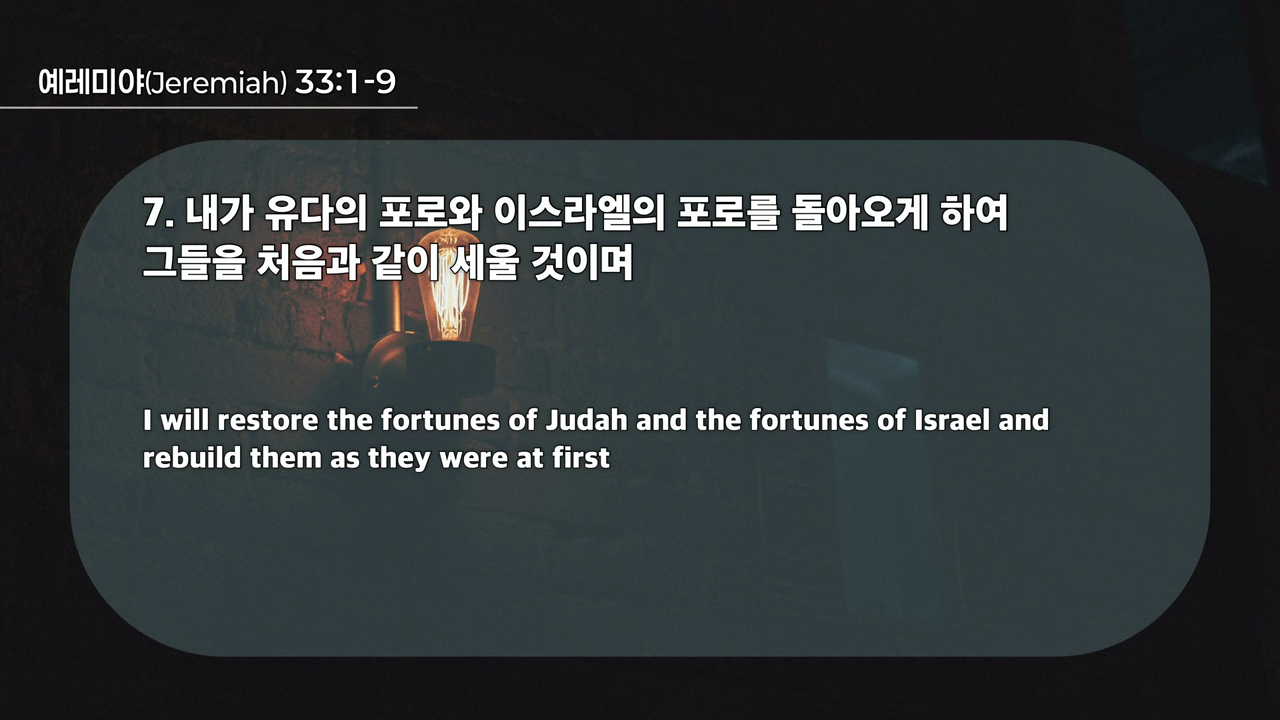 예레미야(Jeremiah) 33:1-9
7. 내가 유다의 포로와 이스라엘의 포로를 돌아오게 하여
그들을 처음과 같이 세울 것이며
I will restore the fortunes of Judah and the fortunes of Israel and
rebuild them as they were at first